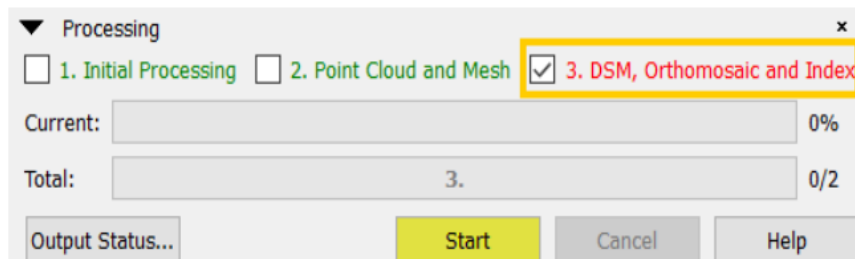 Processing x
1. Initial Processing 2. Point Cloud and Mesh 3. DSM, Orthomosaic and Index
Current: 0%
Total: 3. 0/2
Output Status... Start Cancel Help